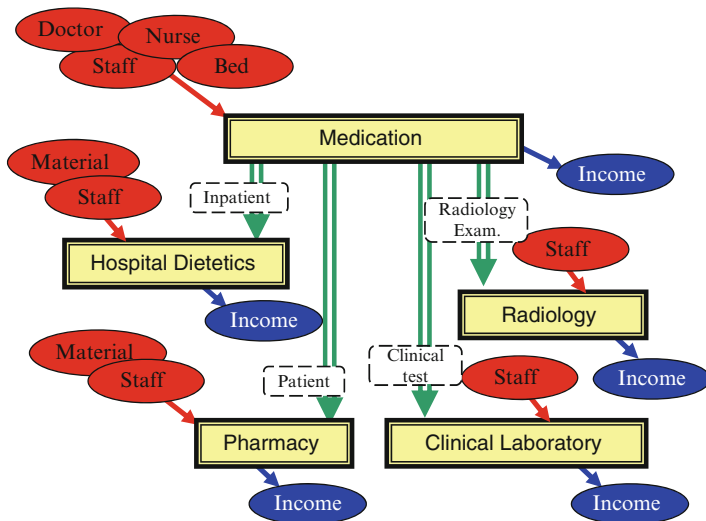 Doctor
Nurse
Staff
Bed
Medication
Material
Staff
Inpatient
Income
Radiology
Exam.
Staff
Hospital Dietetics
Income
Radiology
Material
Staff
Patient
Clinical
test
Staff
Income
Pharmacy
Clinical Laboratory
Income
Income